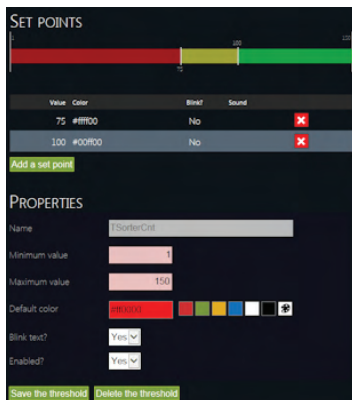 SET POINTS
1 150
100
75
Value Color Blink? Sound
75 #ffff00 No
100 #00ff00 No
Add a set point
PROPERTIES
Name TSorterCnt
Minimum value 1
Maximum value 150
Default color #ff0000
Blink text? Yes
Enabled? Yes
Save the threshold Delete the threshold